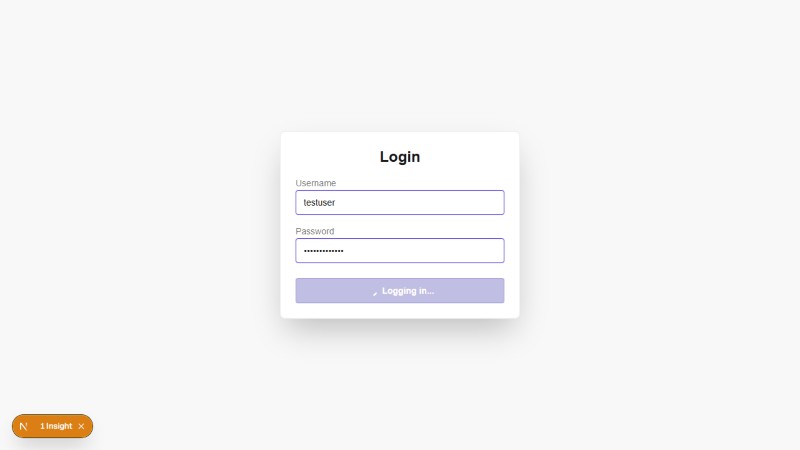 Login
Username
testuser
Password
•••••••••••••
Logging in...
N 1 Insight ×